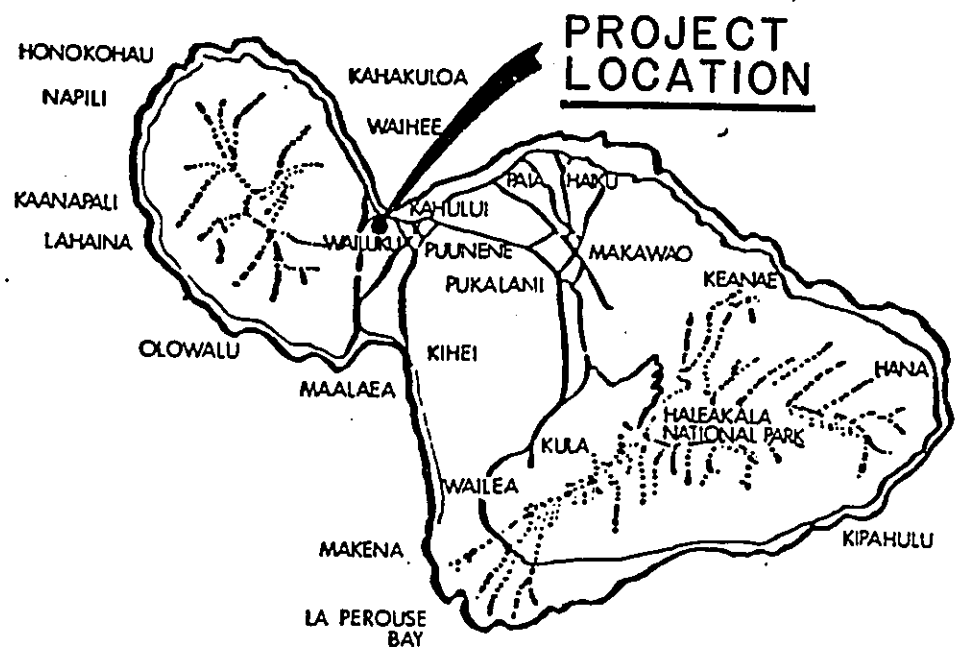 PROJECT
LOCATION
HONOKOHAU
NAPILI
KAHAKULOA
WAIHEE
KAANAPALI
LAHAINA
PAIA
HAIKU
KAHULUI
WAILUKU
PUUNENE
MAKAWAO
PUKALANI
KEANAE
OLOWALU
KIHEI
MAALAEA
HANA
HALEAKALA
NATIONAL PARK
KULA
WAILEA
MAKENA
KIPAHULU
LA PEROUSE
BAY